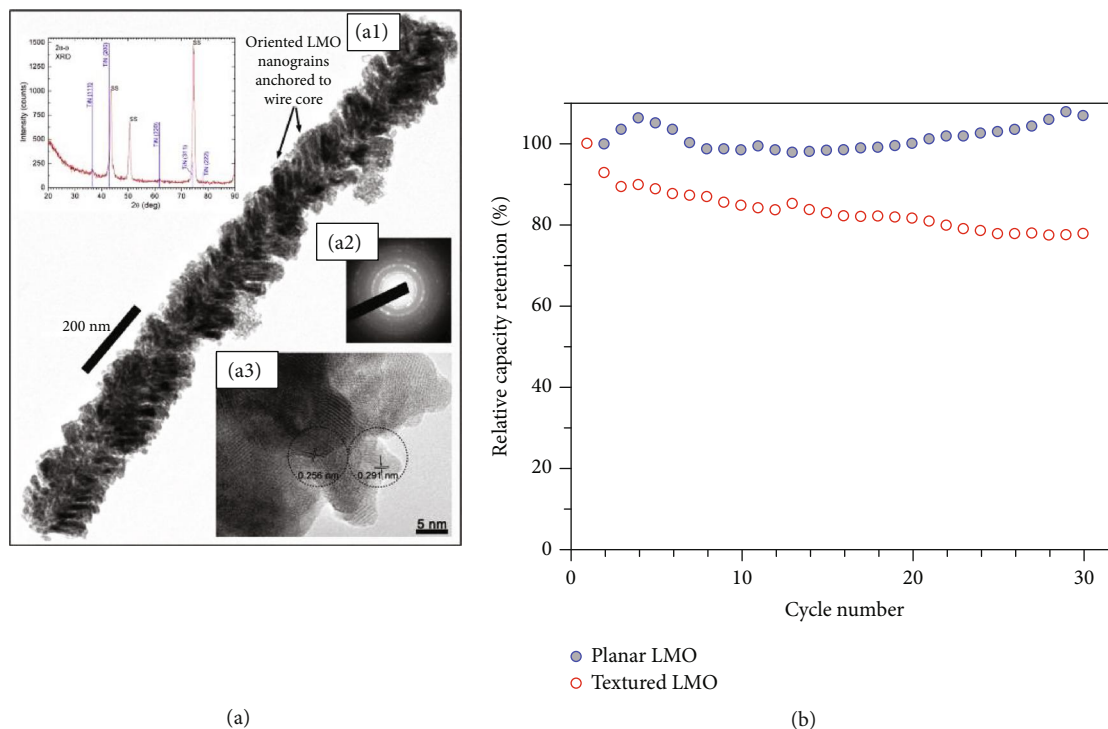 (a1)
Oriented LMO
nanograins
anchored to
wire core
2θ-θ
XRD
TiN (111)
TiN (200)
SS
SS
TiN (220)
SS
TiN (222)
Intensity (counts)
1500
1250
1000
750
500
250
0
20 30 40 50 60 70 80 90
2θ (deg)
(a2)
200 nm
(a3)
0.256 nm
0.291 nm
5 nm
(a)
Relative capacity retention (%)
100
80
60
40
20
0
0 10 20 30
Cycle number
Planar LMO
Textured LMO
(b)